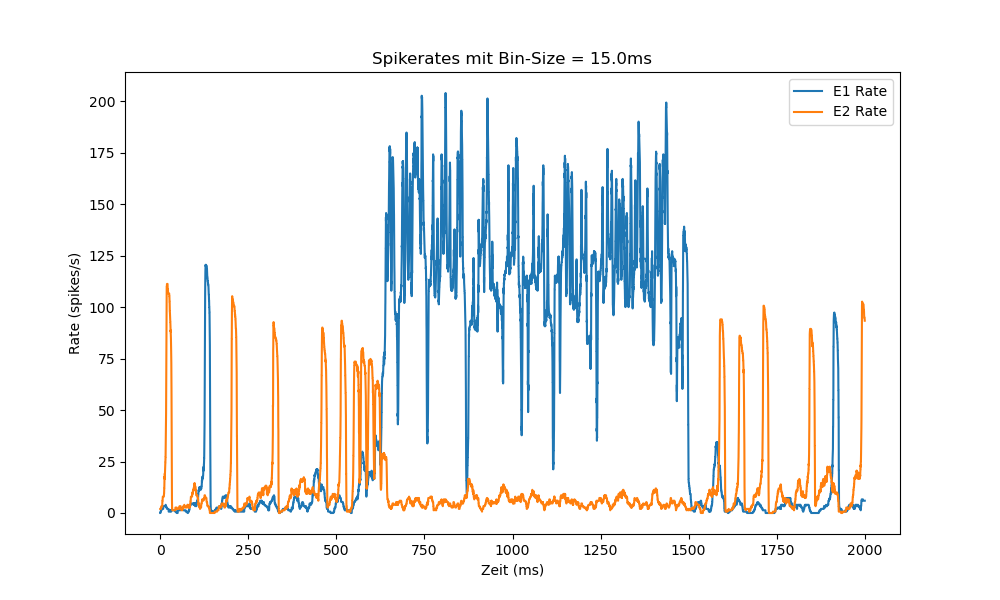 Spikerates mit Bin-Size = 15.0ms
E1 Rate
E2 Rate
Rate (spikes/s)
200
175
150
125
100
75
50
25
0
0 250 500 750 1000 1250 1500 1750 2000
Zeit (ms)